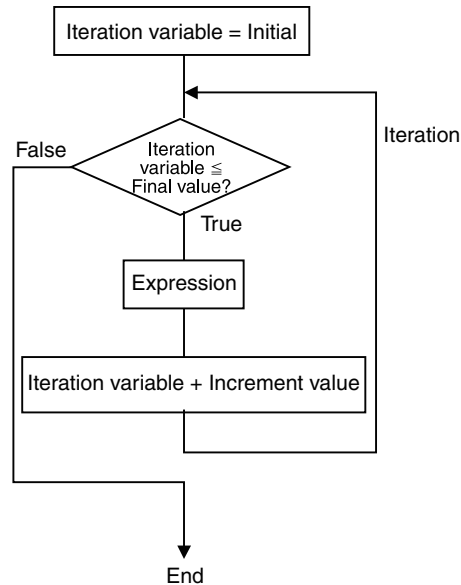 Iteration variable = Initial
Iteration
False
Iteration
variable ≦
Final value?
True
Expression
Iteration variable + Increment value
End